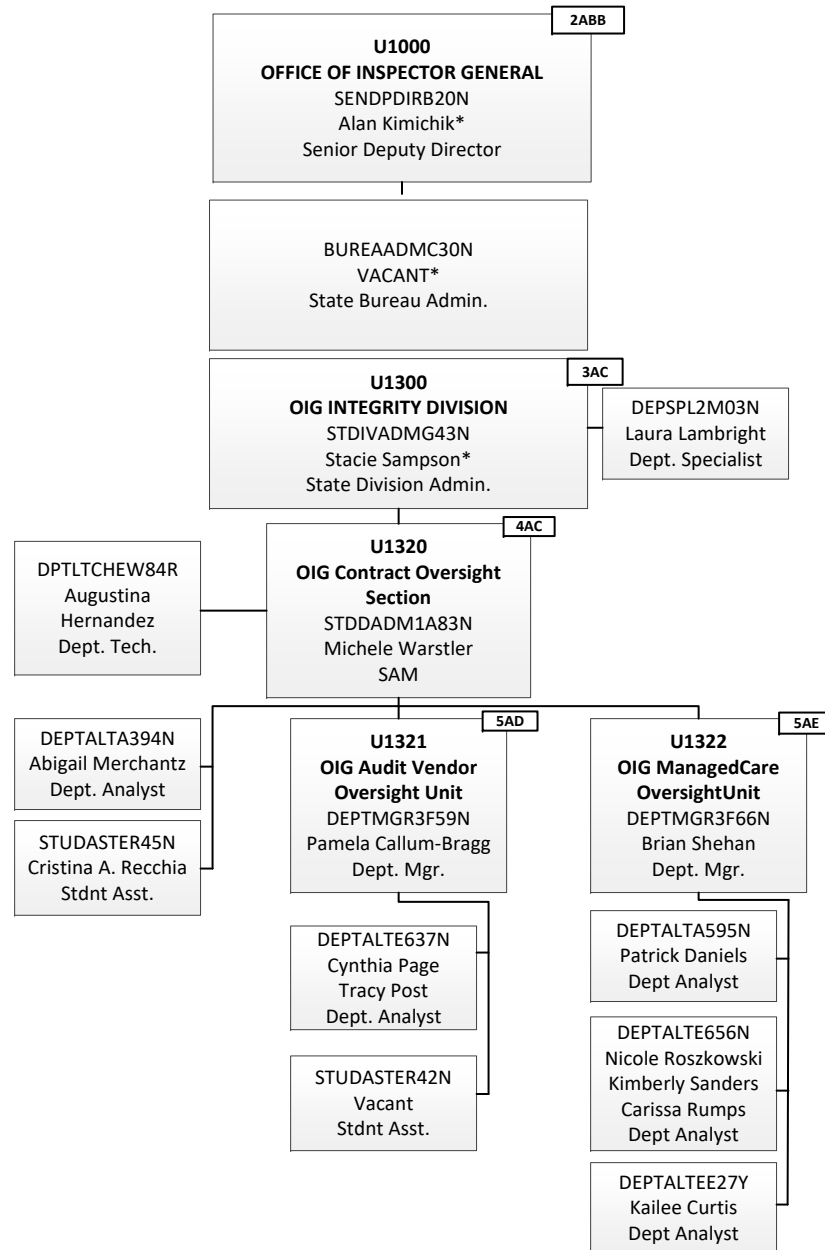 2ABB
U1000
OFFICE OF INSPECTOR GENERAL
SENDPDIRB20N
Alan Kimichik*
Senior Deputy Director
BUREAADMC30N
VACANT*
State Bureau Admin.
3AC
U1300
OIG INTEGRITY DIVISION
STDIVADMG43N
Stacie Sampson*
State Division Admin.
DEPSPL2M03N
Laura Lambright
Dept. Specialist
4AC
U1320
OIG Contract Oversight
Section
STDDADM1A83N
Michele Warstler
SAM
DPTLTCHEW84R
Augustina
Hernandez
Dept. Tech.
DEPTALTA394N
Abigail Merchantz
Dept. Analyst
STUDASTER45N
Cristina A. Recchia
Stdnt Asst.
5AD
U1321
OIG Audit Vendor
Oversight Unit
DEPTMGR3F59N
Pamela Callum-Bragg
Dept. Mgr.
DEPTALTE637N
Cynthia Page
Tracy Post
Dept. Analyst
STUDASTER42N
Vacant
Stdnt Asst.
5AE
U1322
OIG ManagedCare
OversightUnit
DEPTMGR3F66N
Brian Shehan
Dept. Mgr.
DEPTALTA595N
Patrick Daniels
Dept Analyst
DEPTALTE656N
Nicole Roszkowski
Kimberly Sanders
Carissa Rumps
Dept Analyst
DEPTALTEE27Y
Kailee Curtis
Dept Analyst